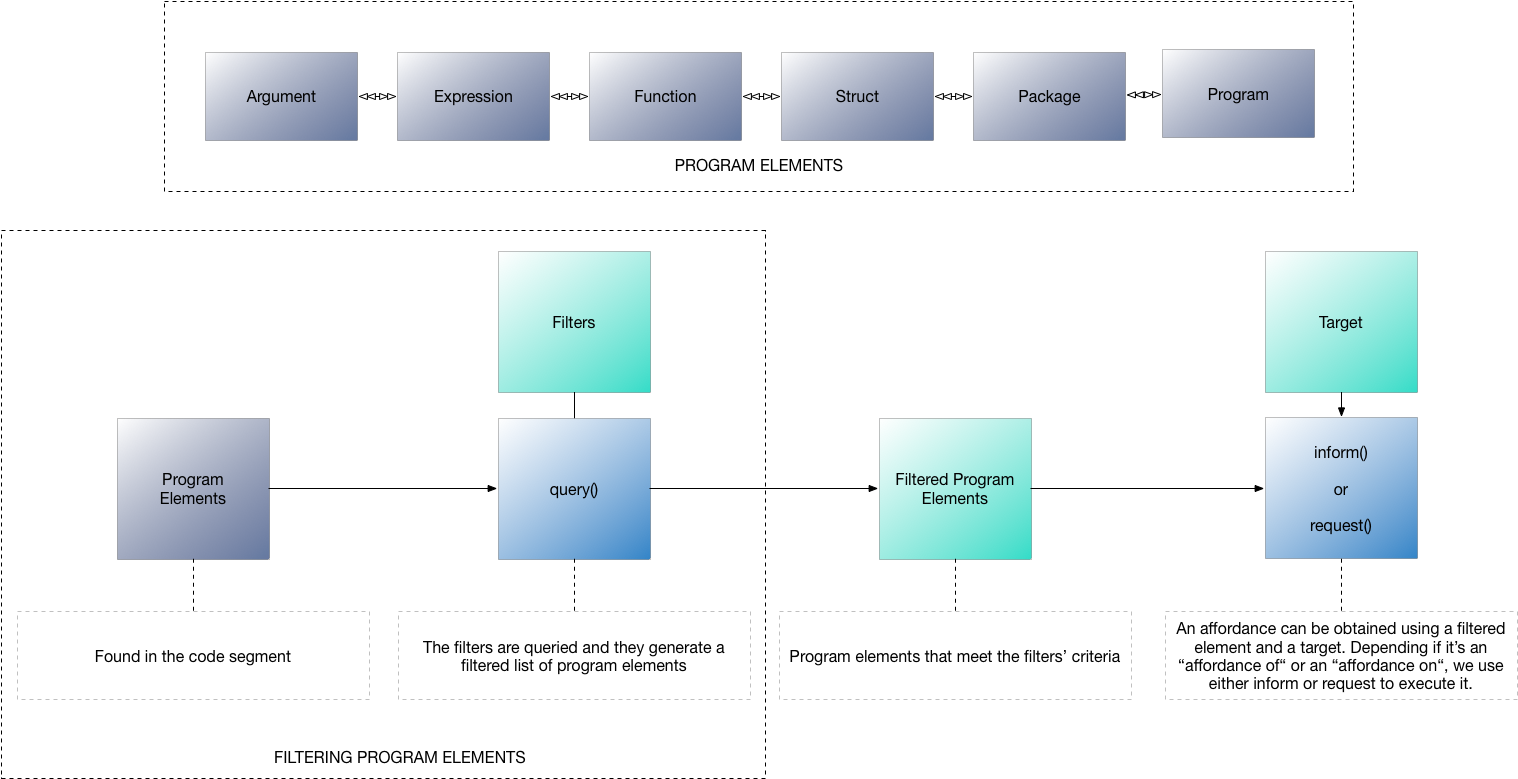 Argument
Expression
Function
Struct
Package
Program
PROGRAM ELEMENTS
Filters
Target
Program
Elements
query()
Filtered Program
Elements
inform()
or
request()
Found in the code segment
The filters are queried and they generate a
filtered list of program elements
Program elements that meet the filters’ criteria
An affordance can be obtained using a filtered
element and a target. Depending if it’s an
“affordance of“ or an “affordance on“, we use
either inform or request to execute it.
FILTERING PROGRAM ELEMENTS